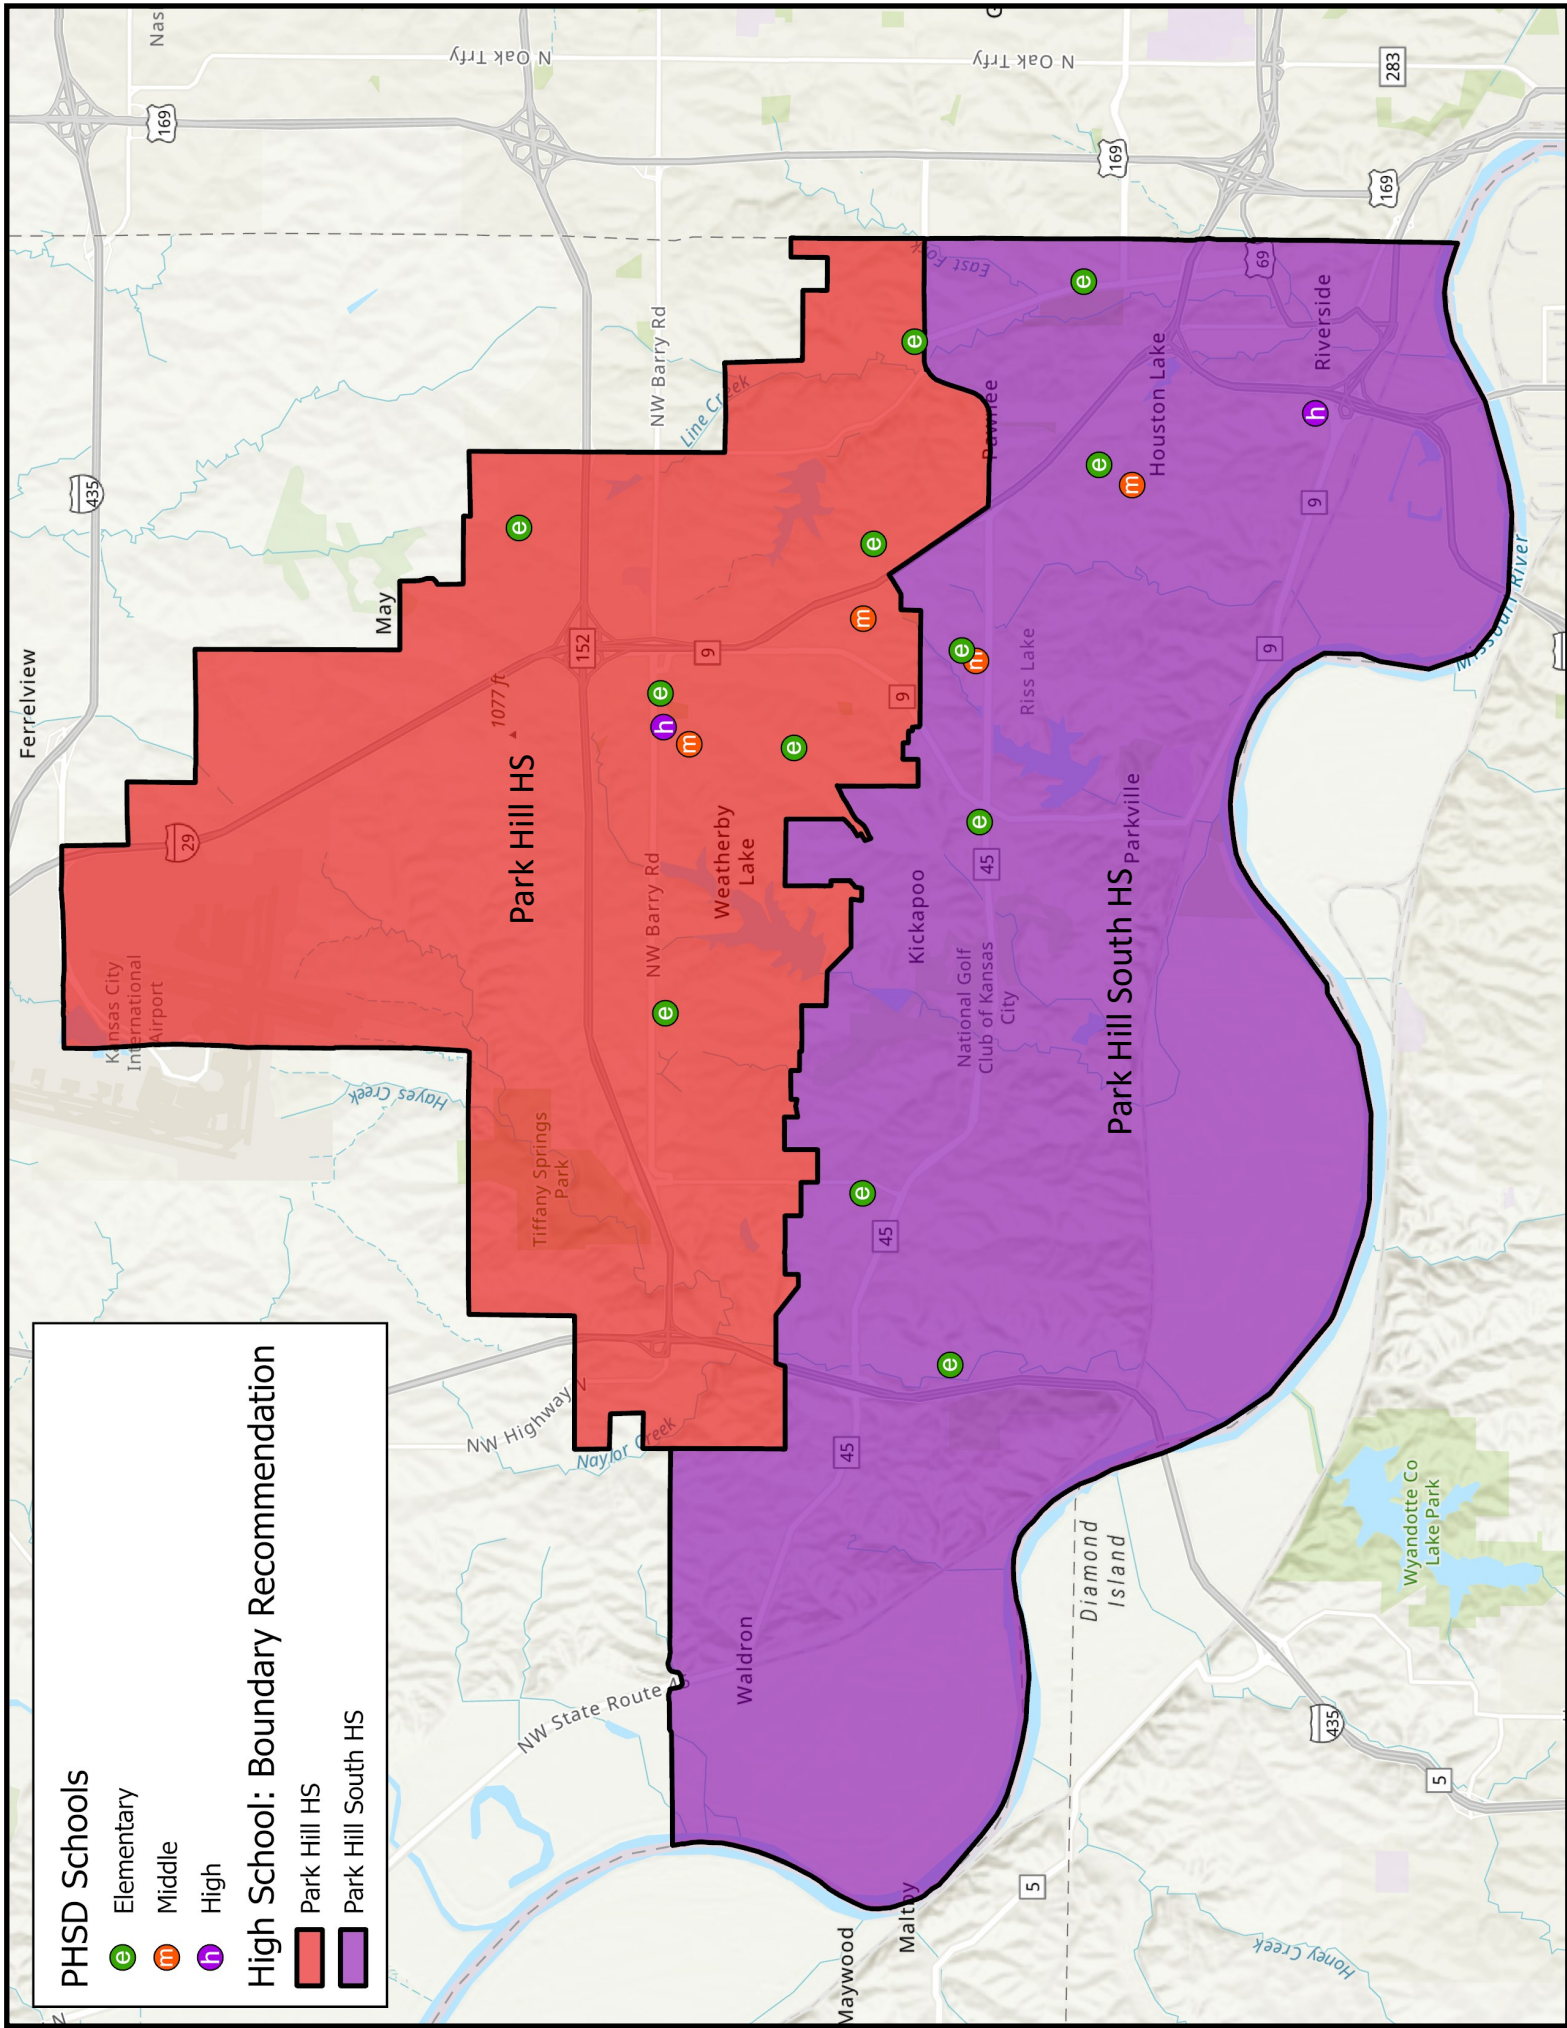 PHSD Schools
e Elementary
m Middle
h High
High School: Boundary Recommendation
Park Hill HS
Park Hill South HS
Ferrelview
435
Nas
169
N Oak Trfy
N Oak Trfy
G
283
169
169
May
29
Kansas City
International
Airport
Hayes Creek
Tiffany Springs
Park
NW Highway
Naylor Creek
1077 ft
152
9
Park Hill HS
NW Barry Rd
NW Barry Rd
Line Creek
East Fork
Weatherby
Lake
e
e
e
e
e
e
m
m
h
9
Pawnee
Houston Lake
69
Riverside
9
9
Riss Lake
Parkville
Kickapoo
45
45
45
National Golf
Club of Kansas
City
Park Hill South HS
e
e
e
e
e
e
m
m
h
NW State Route 45
Waldron
Missouri River
Diamond
Island
Wyandotte Co
Lake Park
435
5
5
Maywood
Maltby
Honey Creek